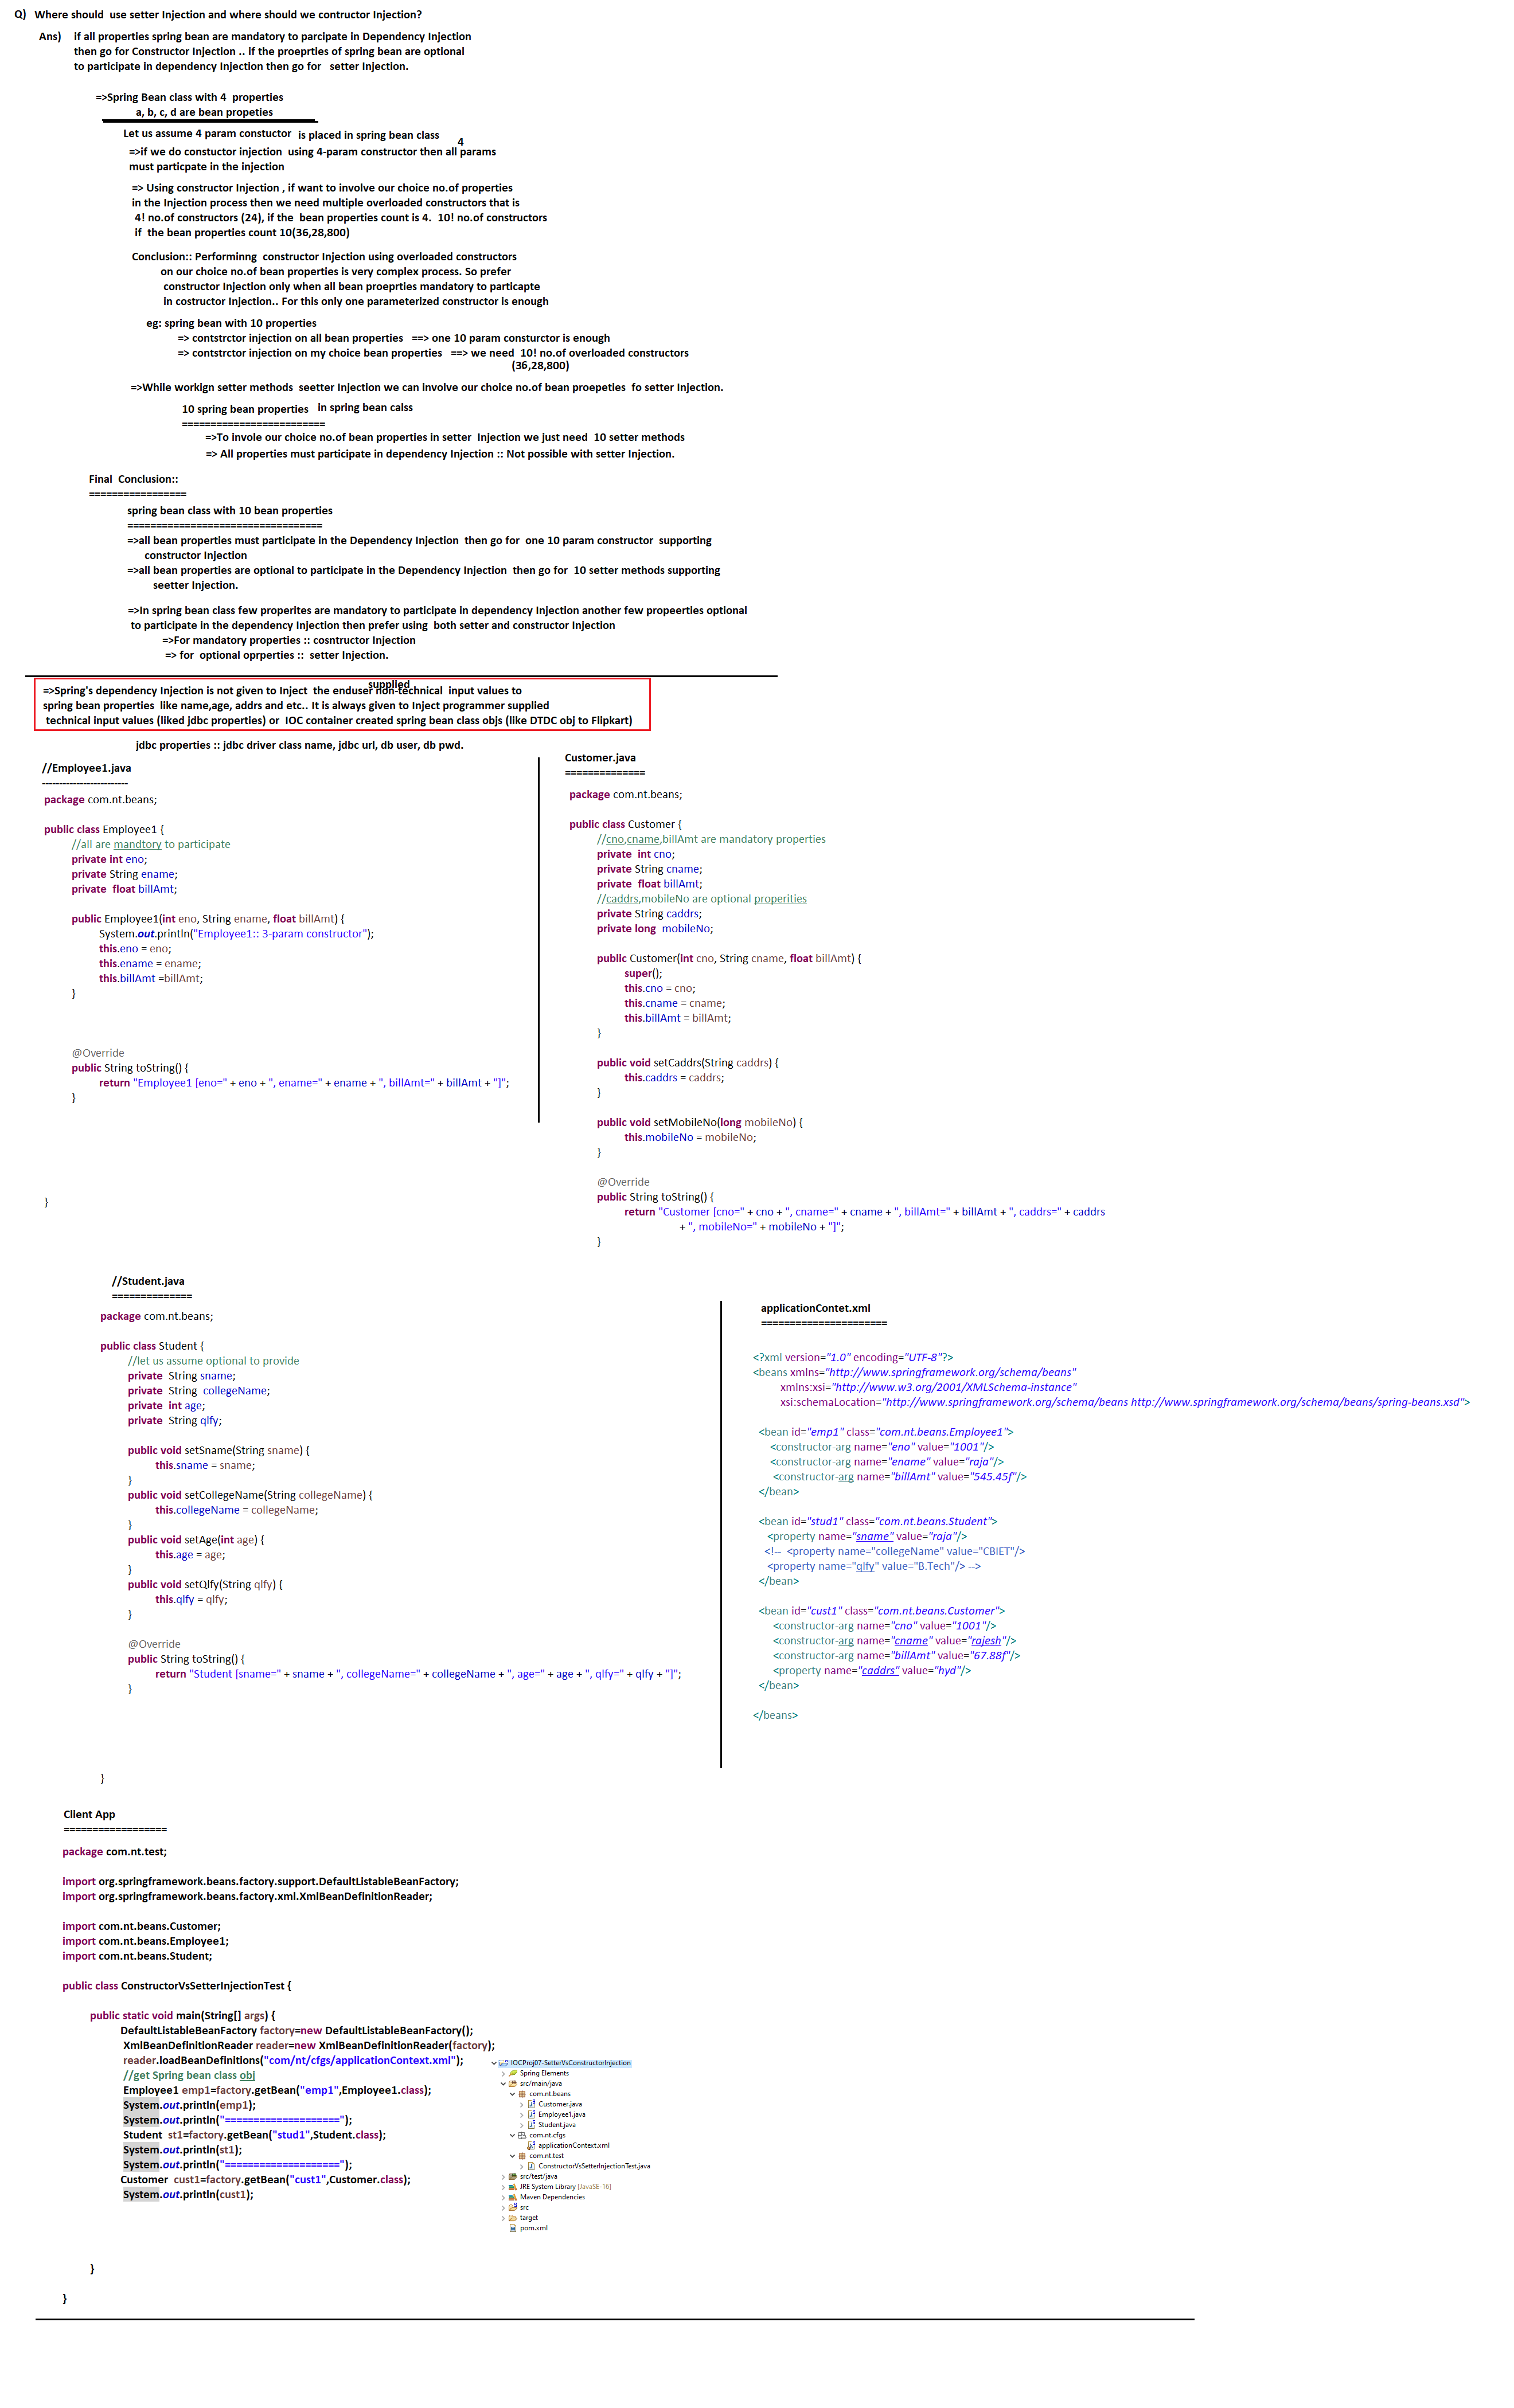 Q) Where should use setter Injection and where should we contructor Injection?
Ans) if all properties spring bean are mandatory to parcipate in Dependency Injection
then go for Constructor Injection .. if the proeprties of spring bean are optional
to participate in dependency Injection then go for setter Injection.
=>Spring Bean class with 4 properties
a, b, c, d are bean propeties
Let us assume 4 param constuctor is placed in spring bean class
4
=>if we do constuctor injection using 4-param constructor then all params
must particpate in the injection
=> Using constructor Injection , if want to involve our choice no.of properties
in the Injection process then we need multiple overloaded constructors that is
4! no.of constructors (24), if the bean properties count is 4. 10! no.of constructors
if the bean properties count 10(36,28,800)
Conclusion:: Performinng constructor Injection using overloaded constructors
on our choice no.of bean properties is very complex process. So prefer
constructor Injection only when all bean proeprties mandatory to particapte
in costructor Injection.. For this only one parameterized constructor is enough
eg: spring bean with 10 properties
=> contstrctor injection on all bean properties ==> one 10 param consturctor is enough
=> contstrctor injection on my choice bean properties ==> we need 10! no.of overloaded constructors
(36,28,800)
=>While workign setter methods seetter Injection we can involve our choice no.of bean proepeties fo setter Injection.
10 spring bean properties in spring bean calss
=========================
=>To invole our choice no.of bean properties in setter Injection we just need 10 setter methods
=> All properties must participate in dependency Injection :: Not possible with setter Injection.
Final Conclusion::
=================
spring bean class with 10 bean properties
==================================
=>all bean properties must participate in the Dependency Injection then go for one 10 param constructor supporting
constructor Injection
=>all bean properties are optional to participate in the Dependency Injection then go for 10 setter methods supporting
seetter Injection.
=>In spring bean class few properites are mandatory to participate in dependency Injection another few propeerties optional
to participate in the dependency Injection then prefer using both setter and constructor Injection
=>For mandatory properties :: cosntructor Injection
=> for optional oprperties :: setter Injection.
supplied
=>Spring's dependency Injection is not given to Inject the enduser non-technical input values to
spring bean properties like name,age, addrs and etc.. It is always given to Inject programmer supplied
technical input values (liked jdbc properties) or IOC container created spring bean class objs (like DTDC obj to Flipkart)
jdbc properties :: jdbc driver class name, jdbc url, db user, db pwd.
//Employee1.java
--------------------------
package com.nt.beans;
public class Employee1 {
//all are mandtory to participate
private int eno;
private String ename;
private float billAmt;
public Employee1(int eno, String ename, float billAmt) {
System.out.println("Employee1:: 3-param constructor");
this.eno = eno;
this.ename = ename;
this.billAmt =billAmt;
}
@Override
public String toString() {
return "Employee1 [eno=" + eno + ", ename=" + ename + ", billAmt=" + billAmt + "]";
}
}
Customer.java
==============
package com.nt.beans;
public class Customer {
//cno,cname,billAmt are mandatory properties
private int cno;
private String cname;
private float billAmt;
//caddrs,mobileNo are optional properities
private String caddrs;
private long mobileNo;
public Customer(int cno, String cname, float billAmt) {
super();
this.cno = cno;
this.cname = cname;
this.billAmt = billAmt;
}
public void setCaddrs(String caddrs) {
this.caddrs = caddrs;
}
public void setMobileNo(long mobileNo) {
this.mobileNo = mobileNo;
}
@Override
public String toString() {
return "Customer [cno=" + cno + ", cname=" + cname + ", billAmt=" + billAmt + ", caddrs=" + caddrs
+ ", mobileNo=" + mobileNo + "]";
}
//Student.java
==============
package com.nt.beans;
public class Student {
//let us assume optional to provide
private String sname;
private String collegeName;
private int age;
private String qlfy;
public void setSname(String sname) {
this.sname = sname;
}
public void setCollegeName(String collegeName) {
this.collegeName = collegeName;
}
public void setAge(int age) {
this.age = age;
}
public void setQlfy(String qlfy) {
this.qlfy = qlfy;
}
@Override
public String toString() {
return "Student [sname=" + sname + ", collegeName=" + collegeName + ", age=" + age + ", qlfy=" + qlfy + "]";
}
}
applicationContet.xml
======================
<?xml version="1.0" encoding="UTF-8"?>
<beans xmlns="http://www.springframework.org/schema/beans"
xmlns:xsi="http://www.w3.org/2001/XMLSchema-instance"
xsi:schemaLocation="http://www.springframework.org/schema/beans http://www.springframework.org/schema/beans/spring-beans.xsd">
<bean id="emp1" class="com.nt.beans.Employee1">
<constructor-arg name="eno" value="1001"/>
<constructor-arg name="ename" value="raja"/>
<constructor-arg name="billAmt" value="545.45f"/>
</bean>
<bean id="stud1" class="com.nt.beans.Student">
<property name="sname" value="raja"/>
<!-- <property name="collegeName" value="CBIET"/>
<property name="qlfy" value="B.Tech"/> -->
</bean>
<bean id="cust1" class="com.nt.beans.Customer">
<constructor-arg name="cno" value="1001"/>
<constructor-arg name="cname" value="rajesh"/>
<constructor-arg name="billAmt" value="67.88f"/>
<property name="caddrs" value="hyd"/>
</bean>
</beans>
Client App
==================
package com.nt.test;
import org.springframework.beans.factory.support.DefaultListableBeanFactory;
import org.springframework.beans.factory.xml.XmlBeanDefinitionReader;
import com.nt.beans.Customer;
import com.nt.beans.Employee1;
import com.nt.beans.Student;
public class ConstructorVsSetterInjectionTest {
public static void main(String[] args) {
DefaultListableBeanFactory factory=new DefaultListableBeanFactory();
XmlBeanDefinitionReader reader=new XmlBeanDefinitionReader(factory);
reader.loadBeanDefinitions("com/nt/cfgs/applicationContext.xml");
//get Spring bean class obj
Employee1 emp1=factory.getBean("emp1",Employee1.class);
System.out.println(emp1);
System.out.println("====================");
Student st1=factory.getBean("stud1",Student.class);
System.out.println(st1);
System.out.println("====================");
Customer cust1=factory.getBean("cust1",Customer.class);
System.out.println(cust1);
}
}
IOCProj07-SetterVsConstructorInjection
Spring Elements
src/main/java
com.nt.beans
Customer.java
Employee1.java
Student.java
com.nt.cfgs
applicationContext.xml
com.nt.test
ConstructorVsSetterInjectionTest.java
src/test/java
JRE System Library [JavaSE-16]
Maven Dependencies
src
target
pom.xml